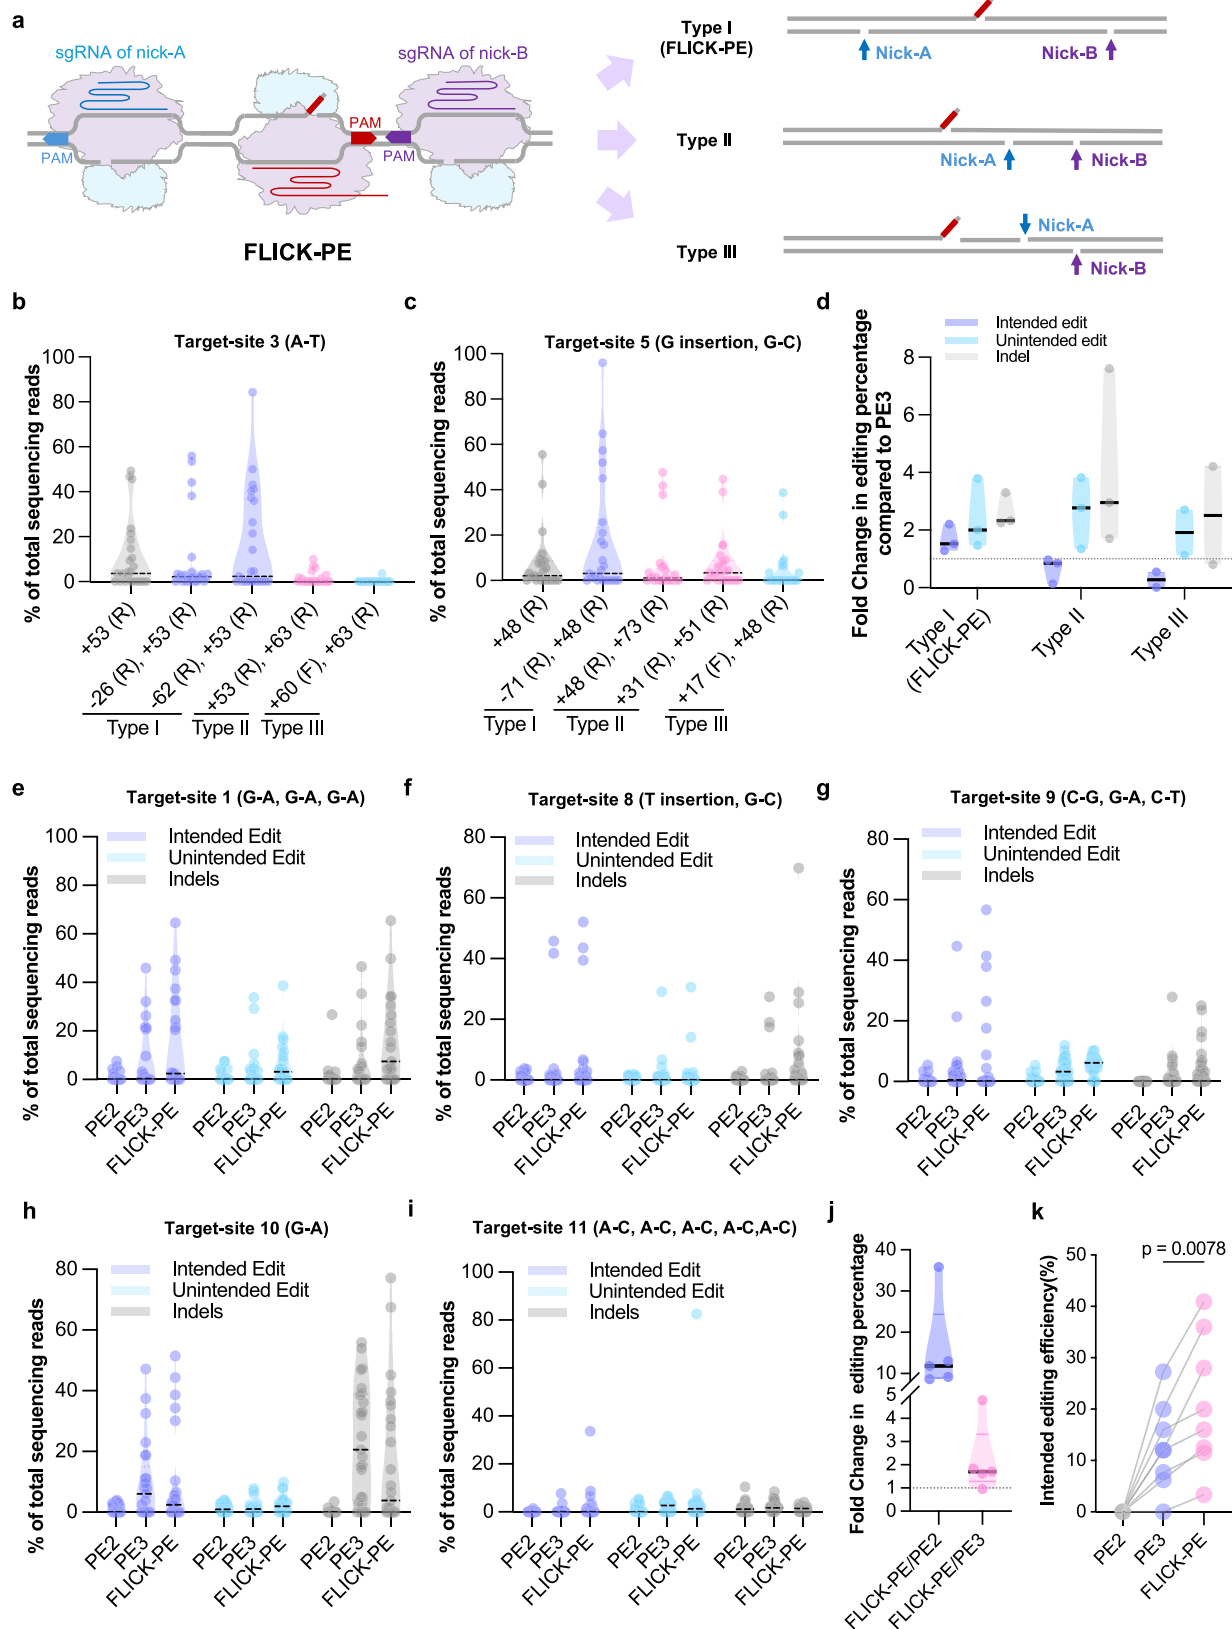 a
sgRNA of nick-A
sgRNA of nick-B
PAM
PAM
PAM
FLICK-PE
Type I
(FLICK-PE)
Nick-A
Nick-B
Type II
Nick-A
Nick-B
Type III
Nick-A
Nick-B
b
Target-site 3 (A-T)
% of total sequencing reads
100
80
60
40
20
0
+53 (R)
-26 (R), +53 (R)
-62 (R), +53 (R)
+53 (R), +63 (R)
+60 (F), +63 (R)
Type I
Type II
Type III
c
Target-site 5 (G insertion, G-C)
% of total sequencing reads
100
80
60
40
20
0
+48 (R)
-71 (R), +48 (R)
+48 (R), +73 (R)
+31 (R), +51 (R)
+17 (F), +48 (R)
Type I
Type II
Type III
d
Intended edit
Unintended edit
Indel
Fold Change in editing percentage
compared to PE3
8
6
4
2
0
Type I
(FLICK-PE)
Type II
Type III
e
Target-site 1 (G-A, G-A, G-A)
Intended Edit
Unintended Edit
Indels
% of total sequencing reads
100
80
60
40
20
0
PE2
PE3
FLICK-PE
PE2
PE3
FLICK-PE
PE2
PE3
FLICK-PE
f
Target-site 8 (T insertion, G-C)
Intended Edit
Unintended Edit
Indels
% of total sequencing reads
80
60
40
20
0
PE2
PE3
FLICK-PE
PE2
PE3
FLICK-PE
PE2
PE3
FLICK-PE
g
Target-site 9 (C-G, G-A, C-T)
Intended Edit
Unintended Edit
Indels
% of total sequencing reads
80
60
40
20
0
PE2
PE3
FLICK-PE
PE2
PE3
FLICK-PE
PE2
PE3
FLICK-PE
h
Target-site 10 (G-A)
Intended Edit
Unintended Edit
Indels
% of total sequencing reads
80
60
40
20
0
PE2
PE3
FLICK-PE
PE2
PE3
FLICK-PE
PE2
PE3
FLICK-PE
i
Target-site 11 (A-C, A-C, A-C, A-C,A-C)
Intended Edit
Unintended Edit
Indels
% of total sequencing reads
100
80
60
40
20
0
PE2
PE3
FLICK-PE
PE2
PE3
FLICK-PE
PE2
PE3
FLICK-PE
j
Fold Change in editing percentage
40
30
20
10
5
4
3
2
1
0
FLICK-PE/PE2
FLICK-PE/PE3
k
p = 0.0078
Intended editing efficiency(%)
50
40
30
20
10
0
PE2
PE3
FLICK-PE